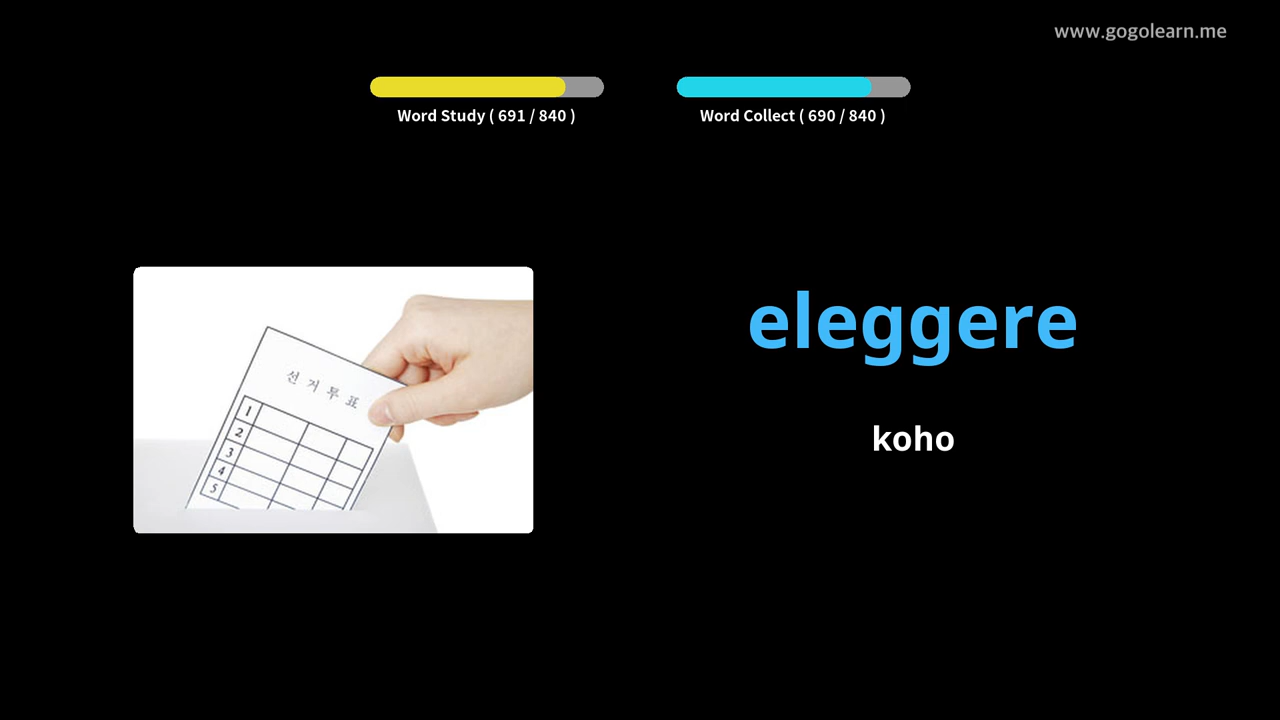 www.gogolearn.me
Word Study ( 691 / 840 )
Word Collect ( 690 / 840 )
선거투표
1
2
3
4
5
eleggere
koho